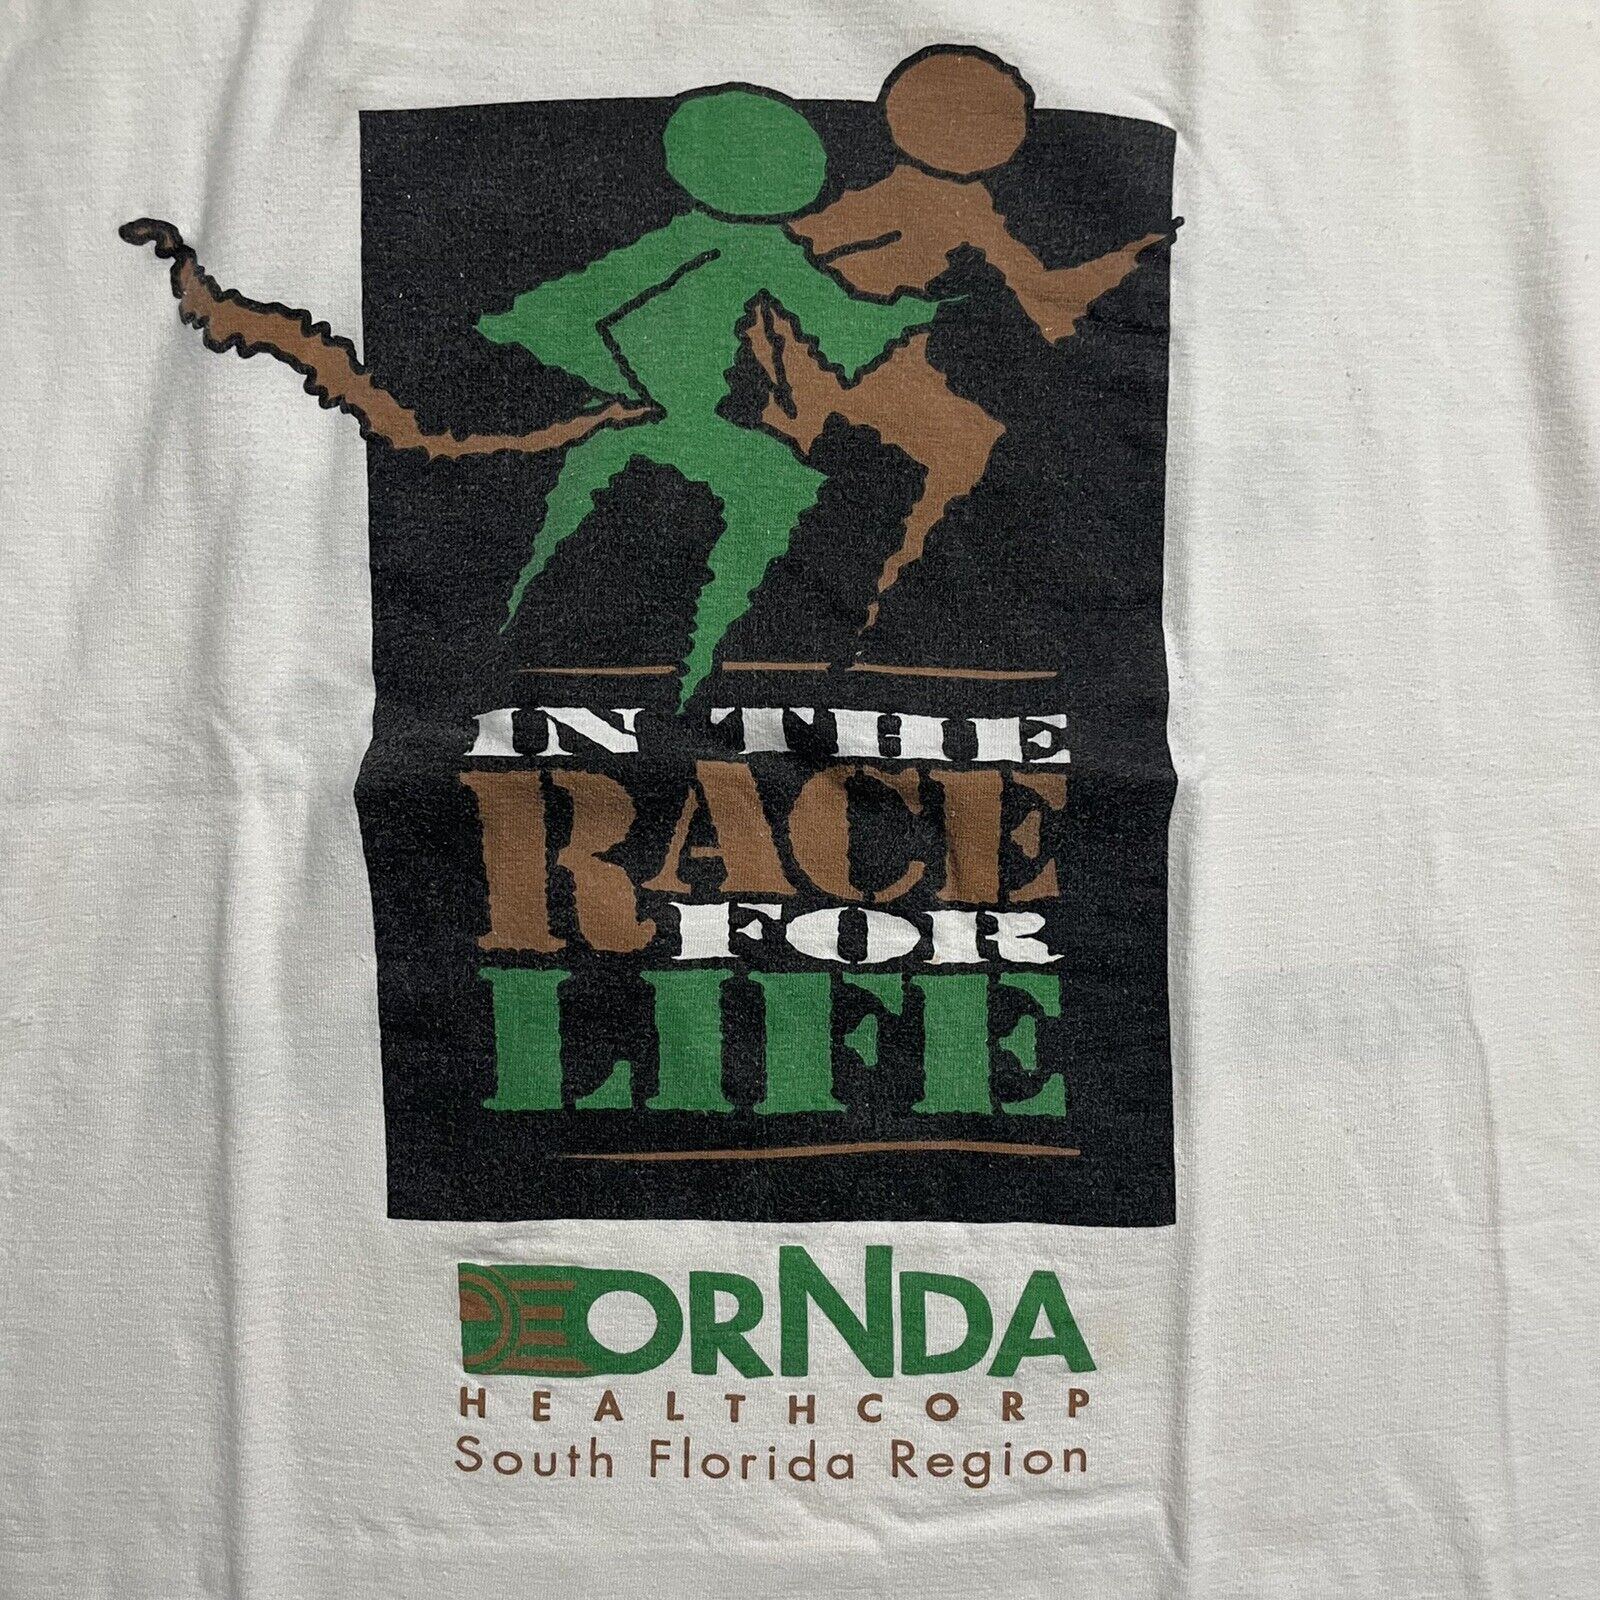 IN THE
RACE
FOR
LIFE
ORNDA
HEALTHCORP
South Florida Region